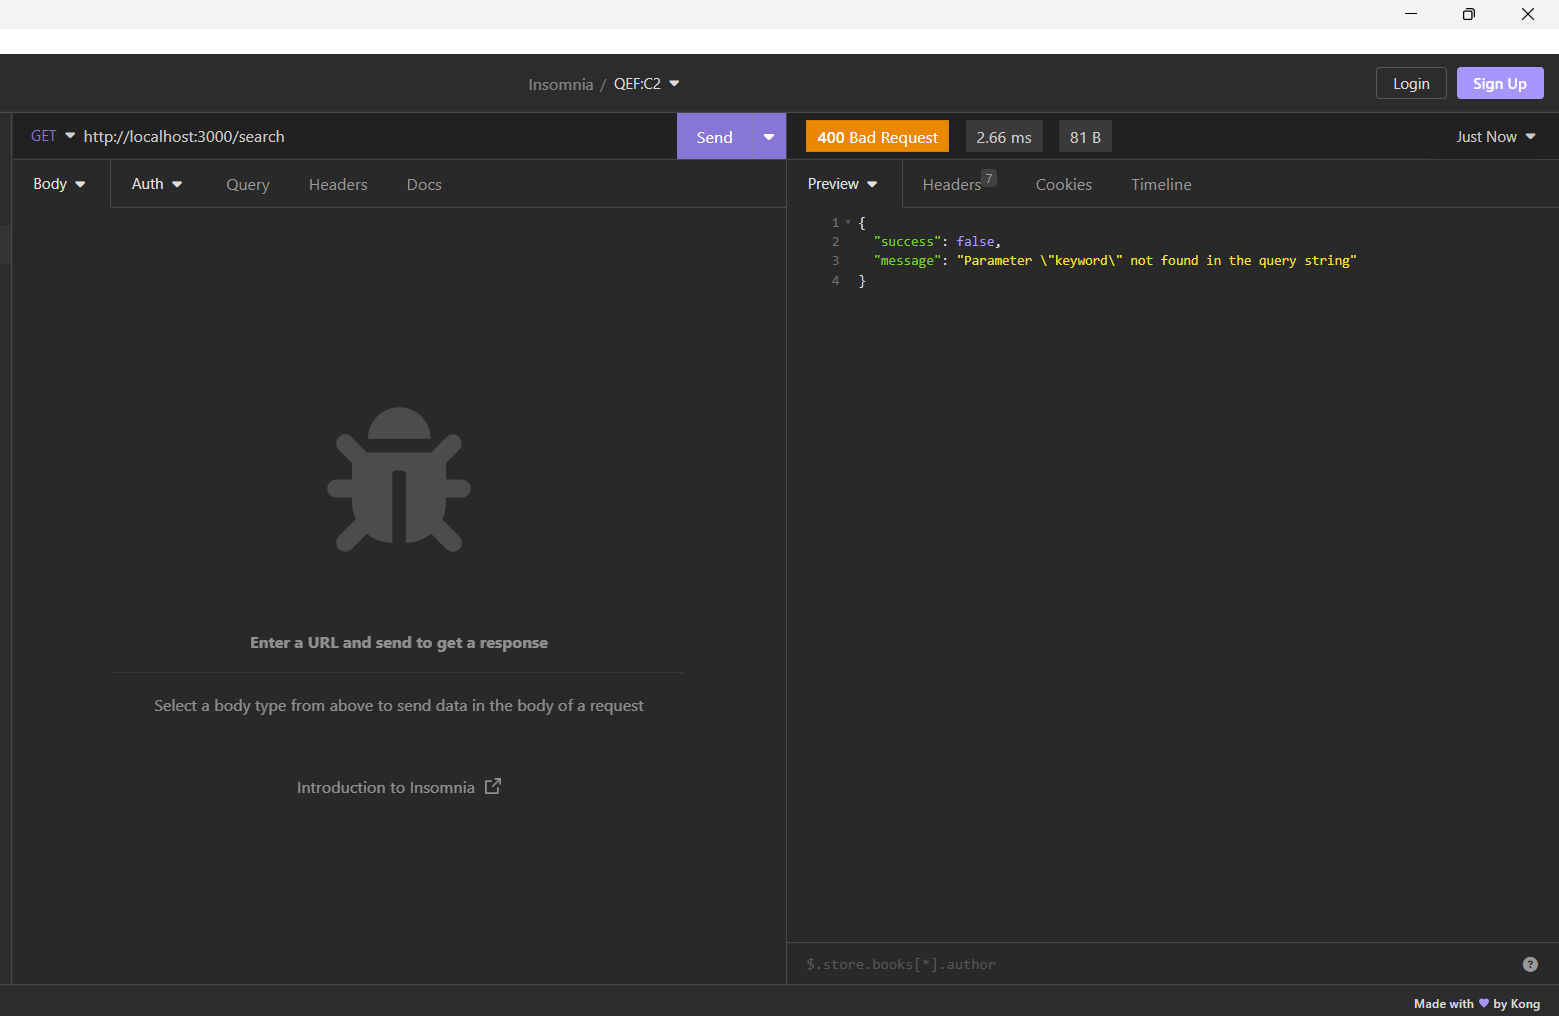 Insomnia / QEF:C2
Login
Sign Up
GET http://localhost:3000/search
Send
400 Bad Request
2.66 ms
81 B
Just Now
Body
Auth
Query
Headers
Docs
Preview
Headers 7
Cookies
Timeline
1 {
2 "success": false,
3 "message": "Parameter \"keyword\" not found in the query string"
4 }
Enter a URL and send to get a response
Select a body type from above to send data in the body of a request
Introduction to Insomnia
$.store.books[*].author
?
Made with ♥ by Kong